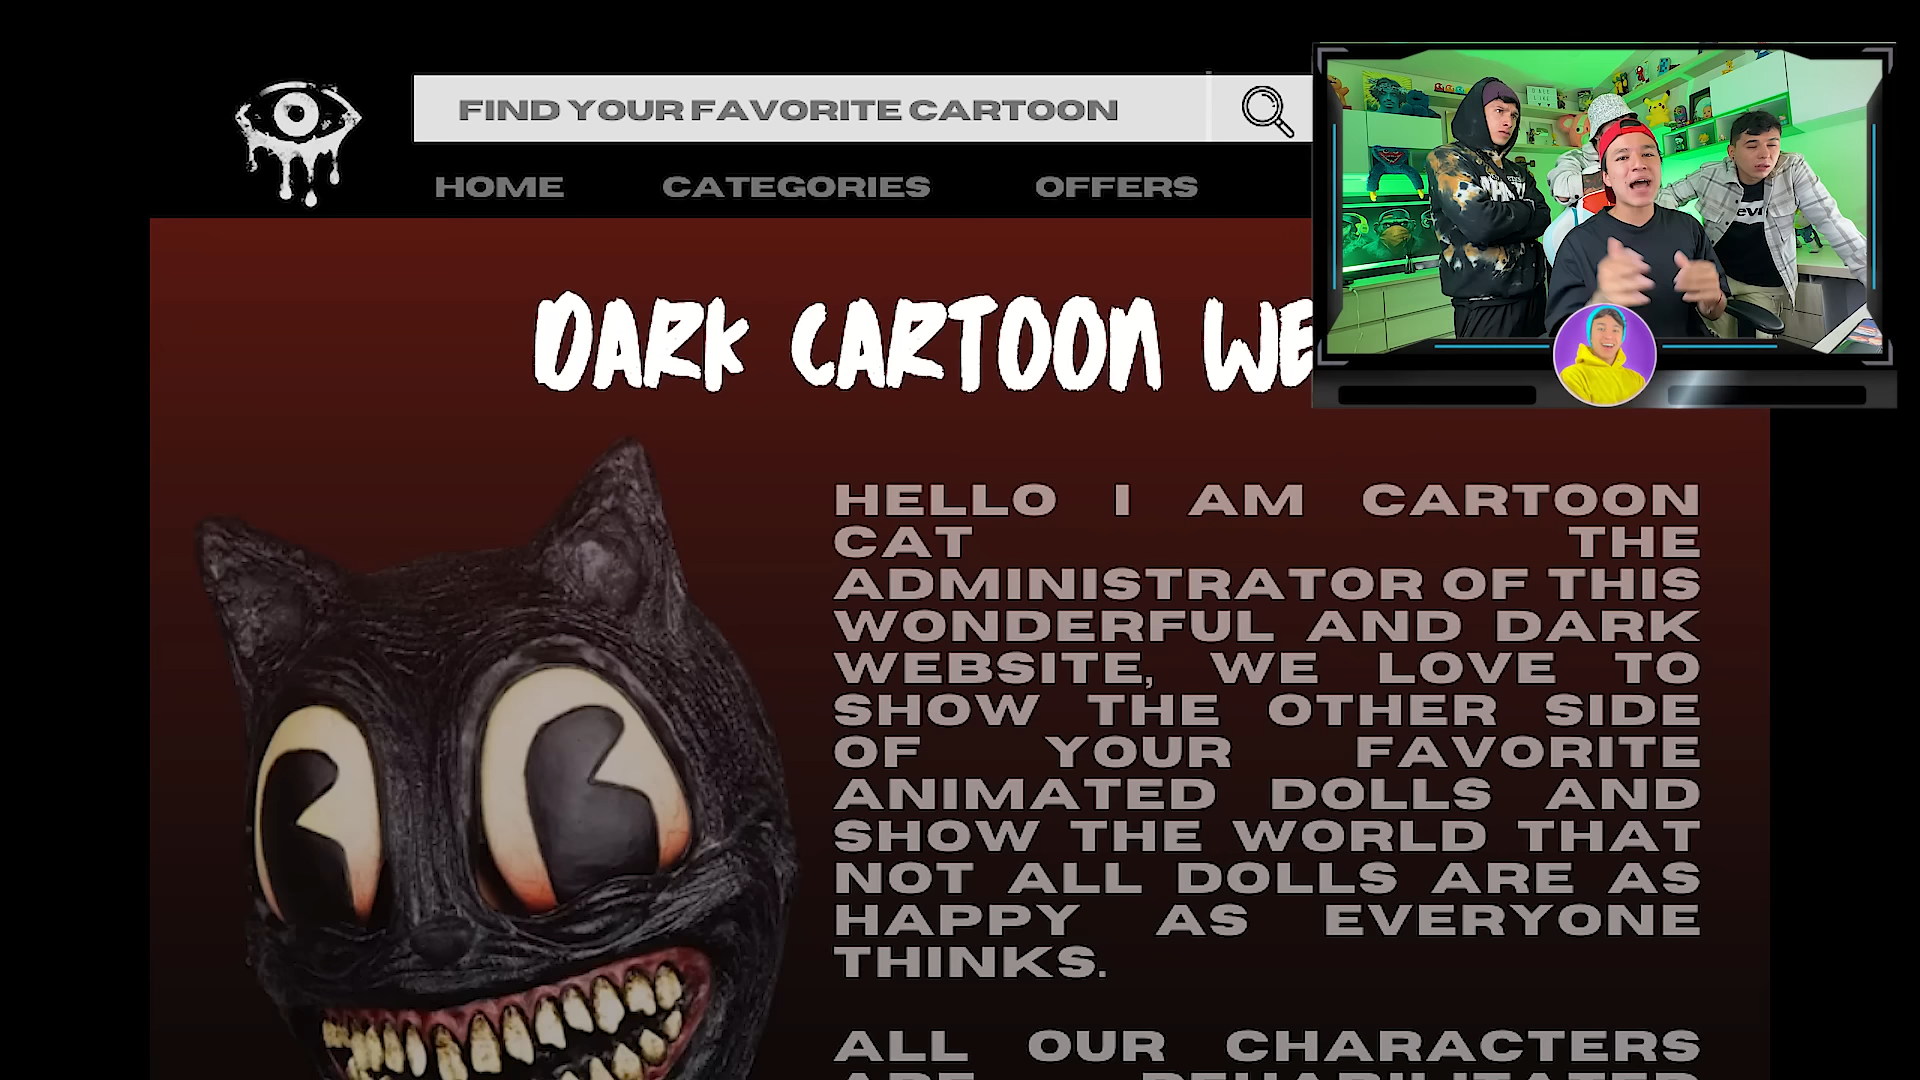 FIND YOUR FAVORITE CARTOON
HOME CATEGORIES OFFERS
DARK CARTOON WE
HELLO I AM CARTOON
CAT THE
ADMINISTRATOR OF THIS
WONDERFUL AND DARK
WEBSITE, WE LOVE TO
SHOW THE OTHER SIDE
OF YOUR FAVORITE
ANIMATED DOLLS AND
SHOW THE WORLD THAT
NOT ALL DOLLS ARE AS
HAPPY AS EVERYONE
THINKS.
ALL OUR CHARACTERS
ARE REHABILITATED